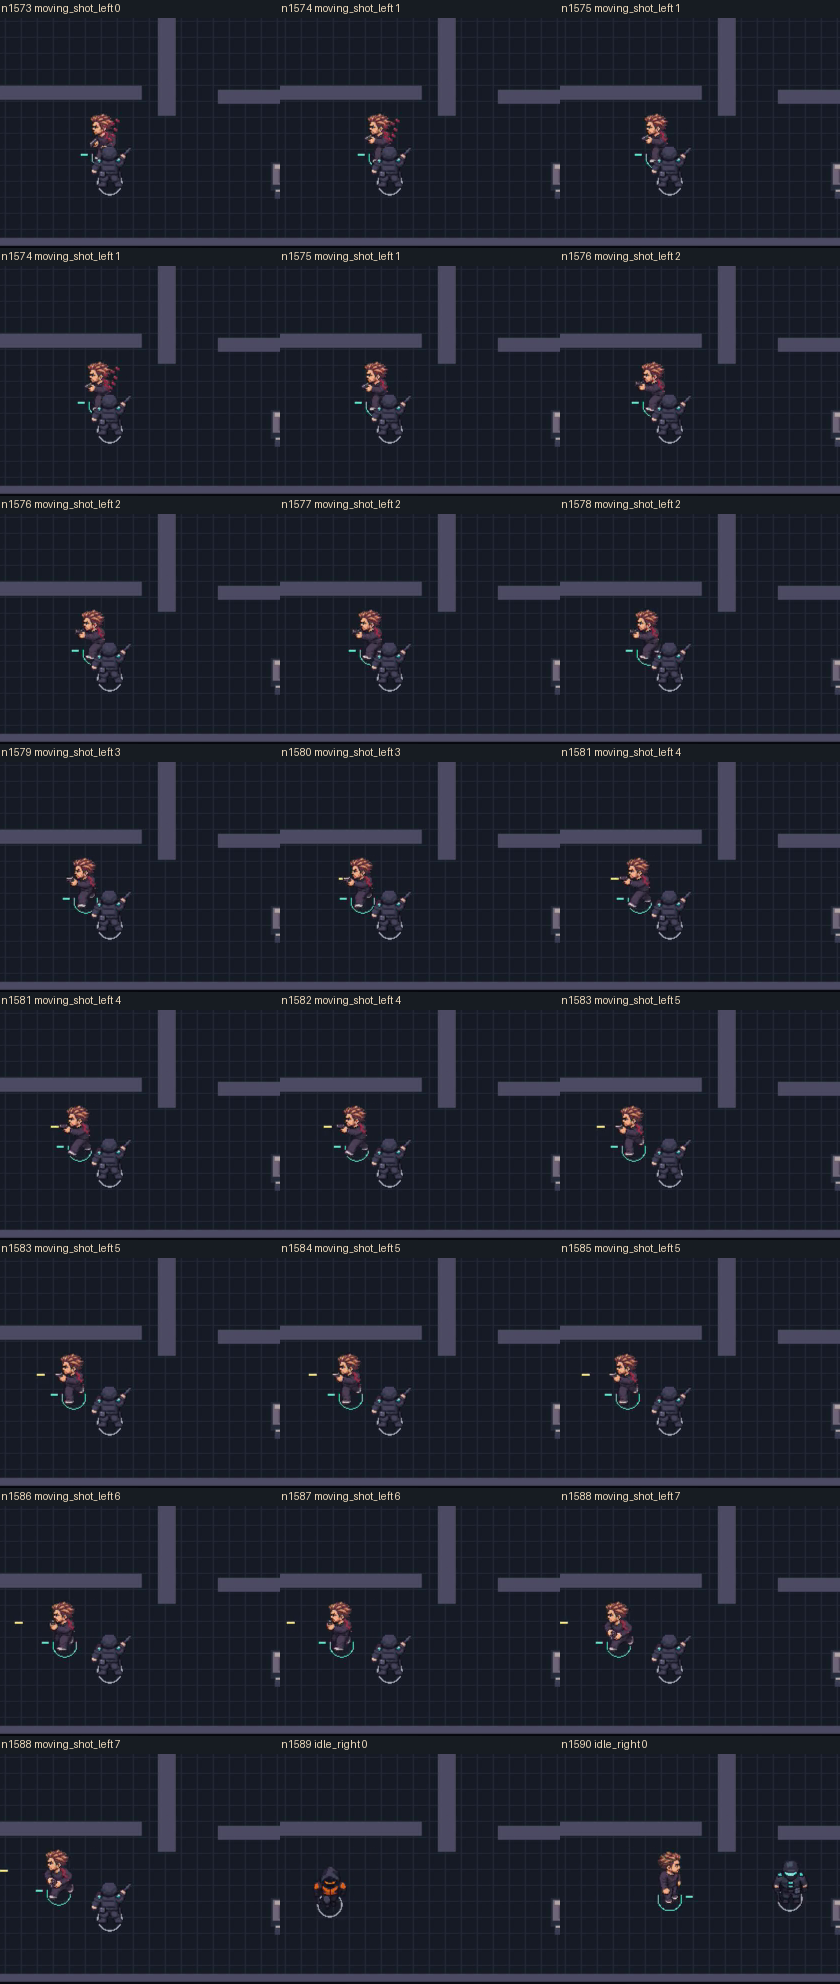 n1573 moving_shot_left 0
n1574 moving_shot_left 1
n1575 moving_shot_left 1
n1574 moving_shot_left 1
n1575 moving_shot_left 1
n1576 moving_shot_left 2
n1576 moving_shot_left 2
n1577 moving_shot_left 2
n1578 moving_shot_left 2
n1579 moving_shot_left 3
n1580 moving_shot_left 3
n1581 moving_shot_left 4
n1581 moving_shot_left 4
n1582 moving_shot_left 4
n1583 moving_shot_left 5
n1583 moving_shot_left 5
n1584 moving_shot_left 5
n1585 moving_shot_left 5
n1586 moving_shot_left 6
n1587 moving_shot_left 6
n1588 moving_shot_left 7
n1588 moving_shot_left 7
n1589 idle_right 0
n1590 idle_right 0